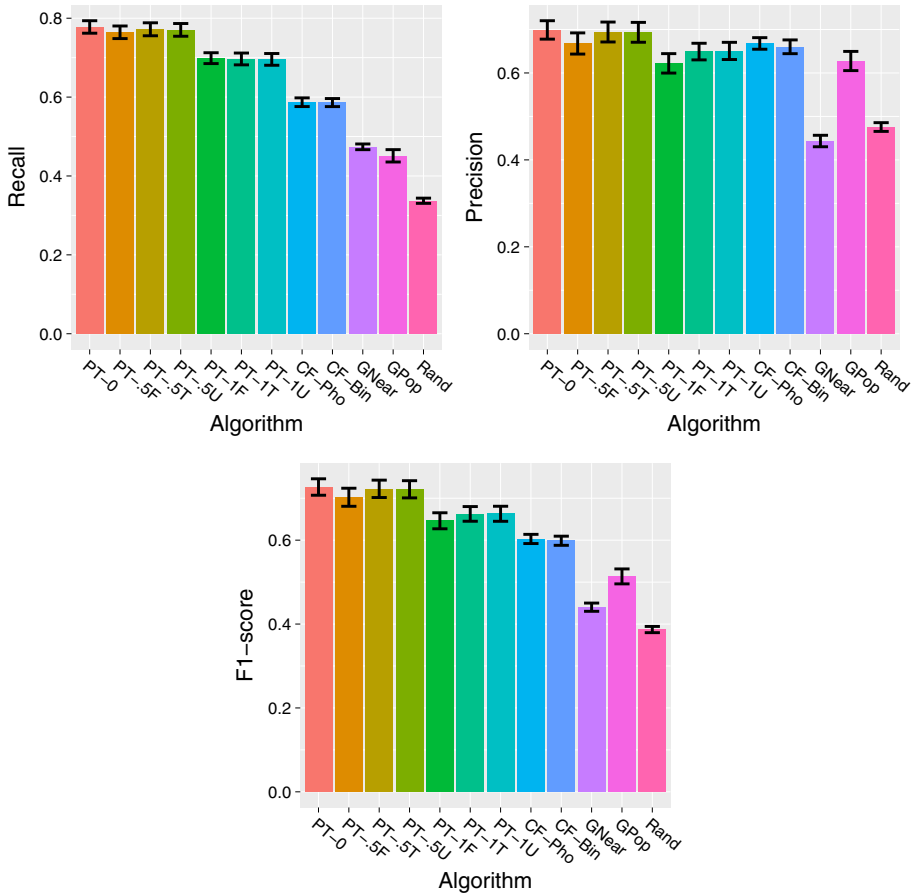 0.8
0.6
0.4
0.2
0.0
Recall
PT−0
PT−.5F
PT−.5T
PT−.5U
PT−1F
PT−1T
PT−1U
CF−Pho
CF−Bin
GNear
GPop
Rand
Algorithm
0.6
0.4
0.2
0.0
Precision
PT−0
PT−.5F
PT−.5T
PT−.5U
PT−1F
PT−1T
PT−1U
CF−Pho
CF−Bin
GNear
GPop
Rand
Algorithm
0.6
0.4
0.2
0.0
F1−score
PT−0
PT−.5F
PT−.5T
PT−.5U
PT−1F
PT−1T
PT−1U
CF−Pho
CF−Bin
GNear
GPop
Rand
Algorithm